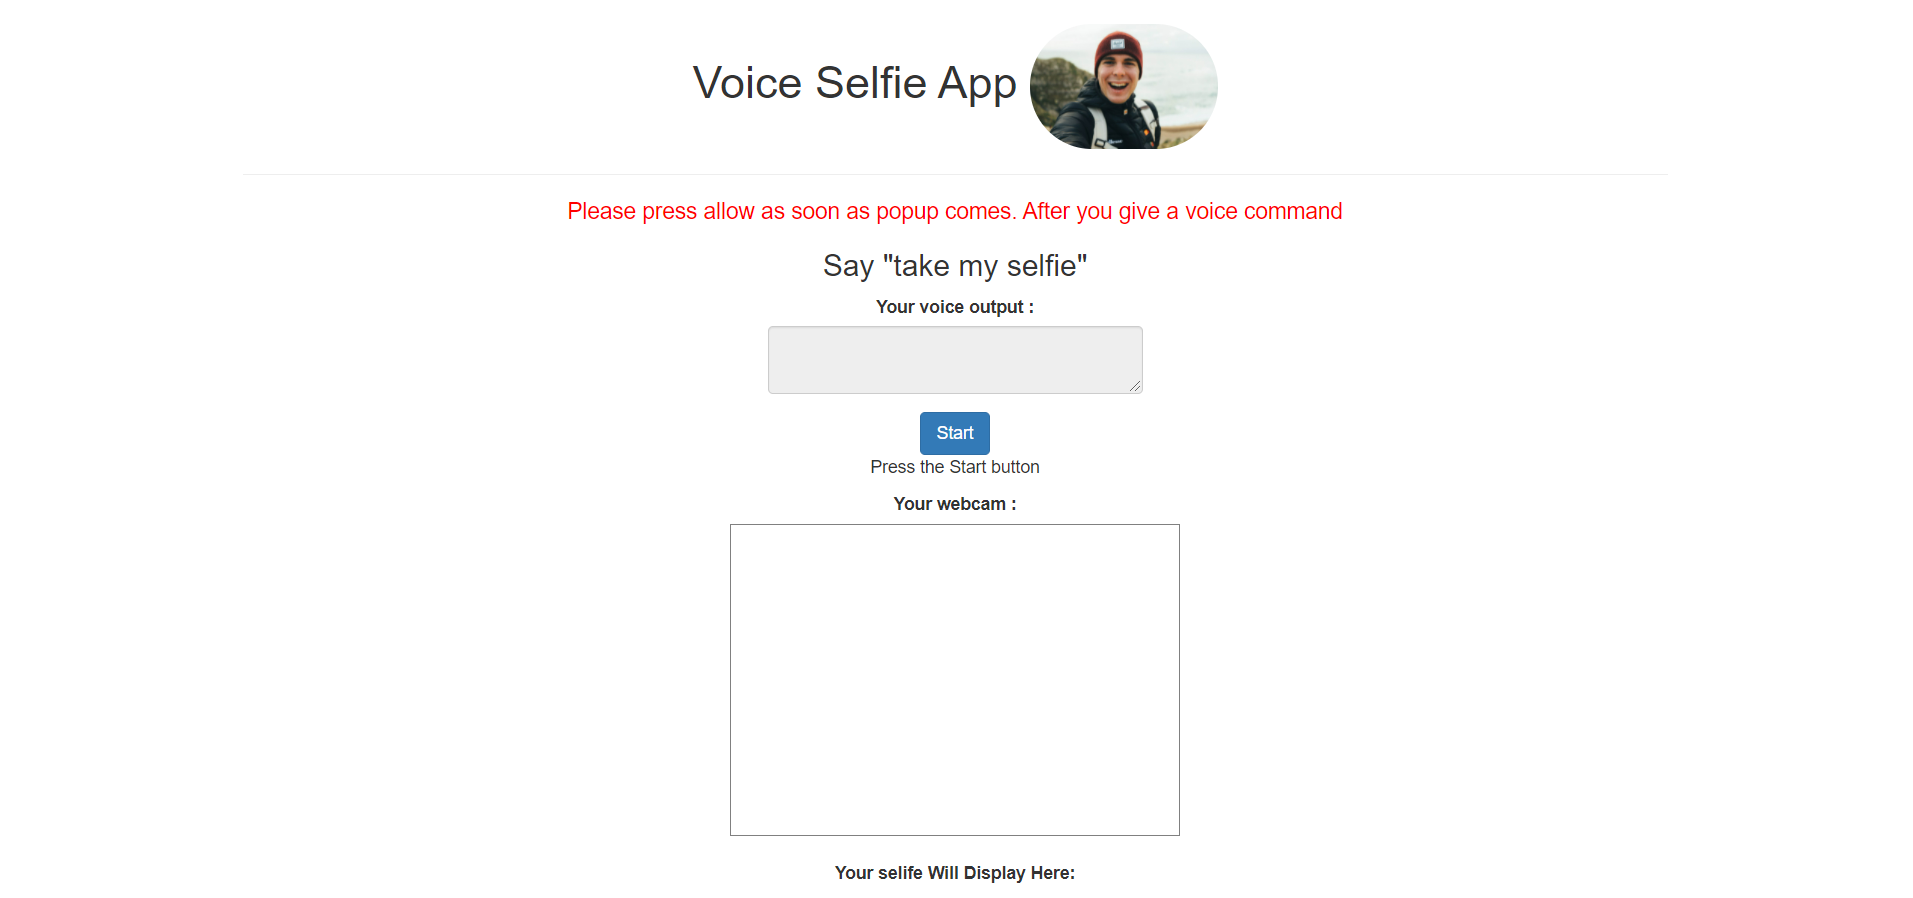 Voice Selfie App
Please press allow as soon as popup comes. After you give a voice command
Say "take my selfie"
Your voice output :
Start
Press the Start button
Your webcam :
Your selife Will Display Here: